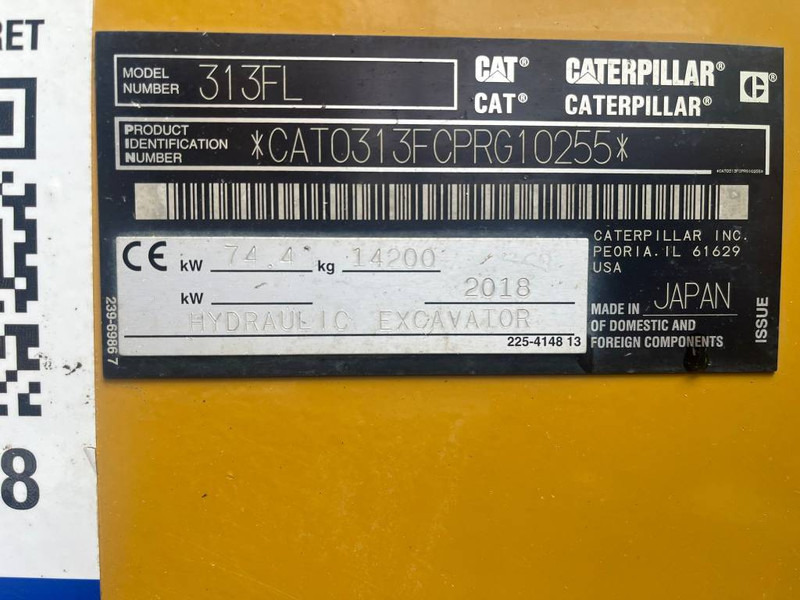 RET
8
MODEL NUMBER 313FL
CAT® CATERPILLAR®
CAT® CATERPILLAR®
PRODUCT IDENTIFICATION NUMBER *CAT0313FCPRG10255*
CATERPILLAR INC.
PEORIA. IL 61629
USA
CE kW 74.4 kg 14200
kW 2018
HYDRAULIC EXCAVATOR
225-4148 13
239-6986 7
MADE IN JAPAN
OF DOMESTIC AND
FOREIGN COMPONENTS
ISSUE